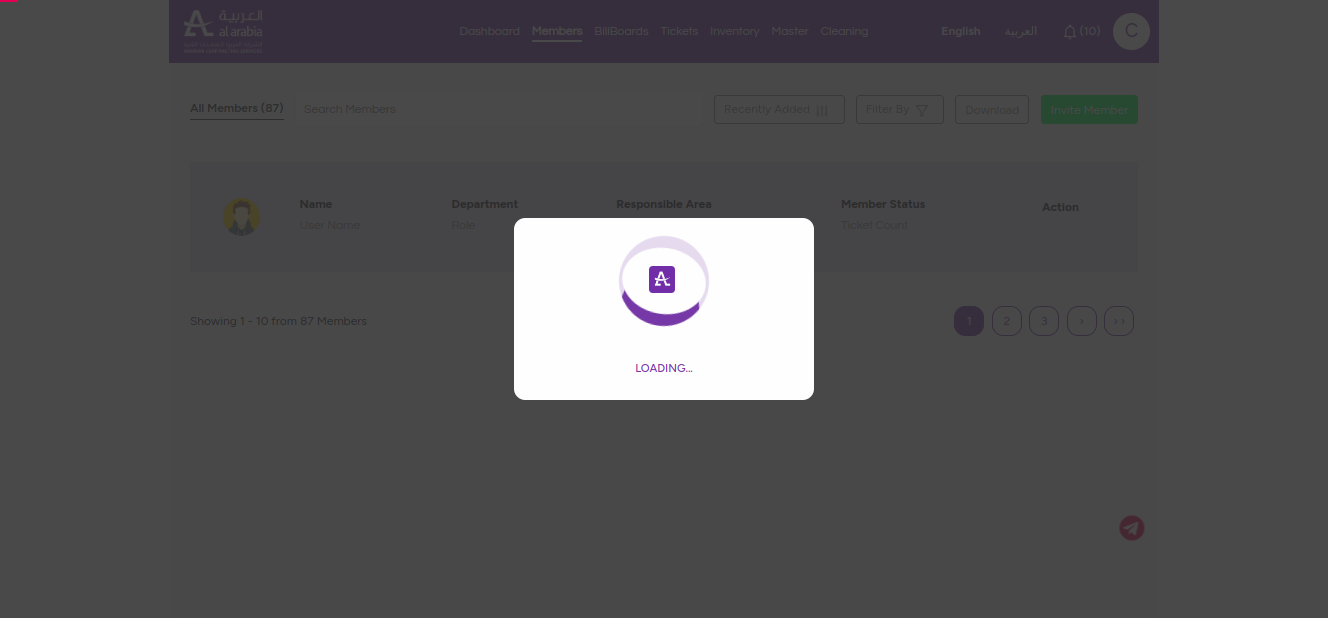 العربية
al arabia
Dashboard Members BillBoards Tickets Inventory Master Cleaning English العربية (10) C
All Members (87) Search Members Recently Added Filter By Download Invite Member
Name Department Responsible Area Member Status Action
User Name Role Ticket Count
LOADING...
Showing 1 - 10 from 87 Members 1 2 3 › › ›